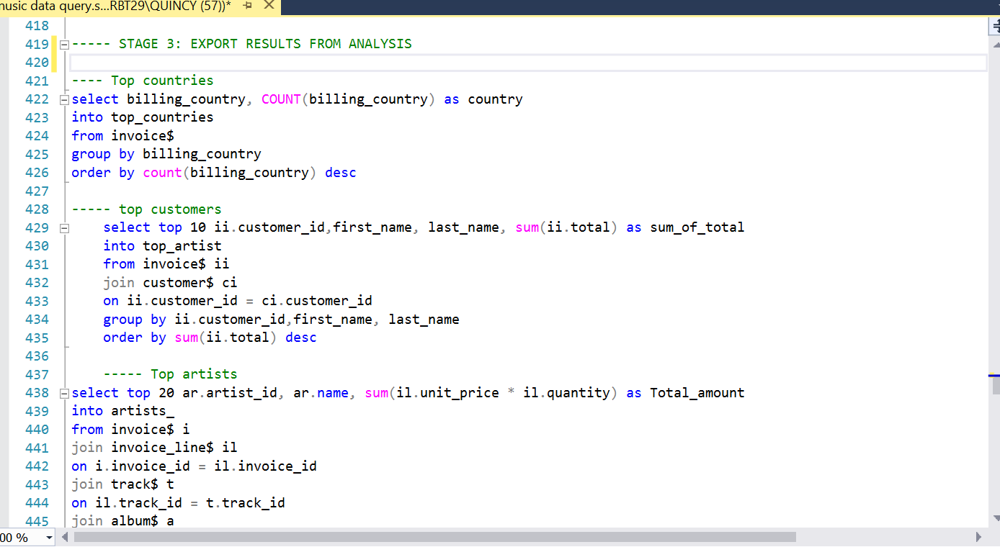 music data query.s...RBT29\QUINCY (57))*
418
419 ----- STAGE 3: EXPORT RESULTS FROM ANALYSIS
420
421 ---- Top countries
422 select billing_country, COUNT(billing_country) as country
423 into top_countries
424 from invoice$
425 group by billing_country
426 order by count(billing_country) desc
427
428 ----- top customers
429 select top 10 ii.customer_id,first_name, last_name, sum(ii.total) as sum_of_total
430 into top_artist
431 from invoice$ ii
432 join customer$ ci
433 on ii.customer_id = ci.customer_id
434 group by ii.customer_id,first_name, last_name
435 order by sum(ii.total) desc
436
437 ----- Top artists
438 select top 20 ar.artist_id, ar.name, sum(il.unit_price * il.quantity) as Total_amount
439 into artists_
440 from invoice$ i
441 join invoice_line$ il
442 on i.invoice_id = il.invoice_id
443 join track$ t
444 on il.track_id = t.track_id
445 join album$ a
00 %